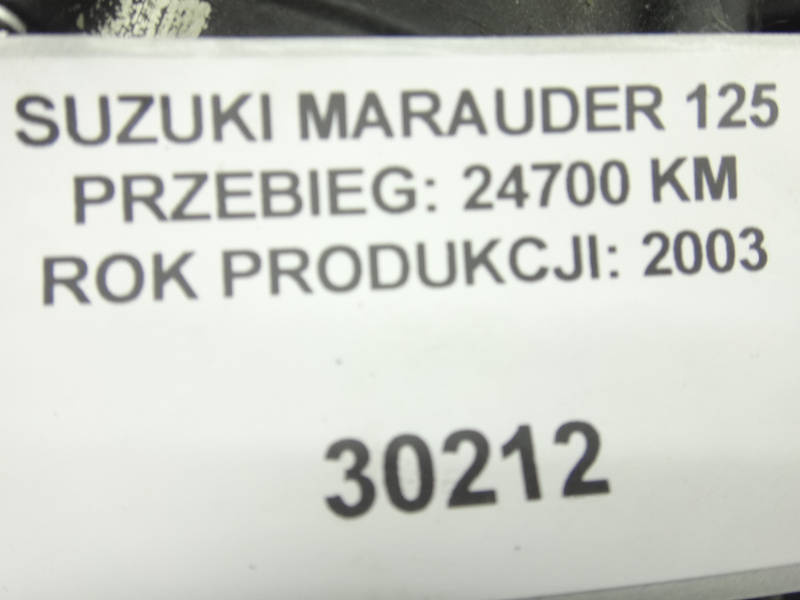 SUZUKI MARAUDER 125
PRZEBIEG: 24700 KM
ROK PRODUKCJI: 2003
30212